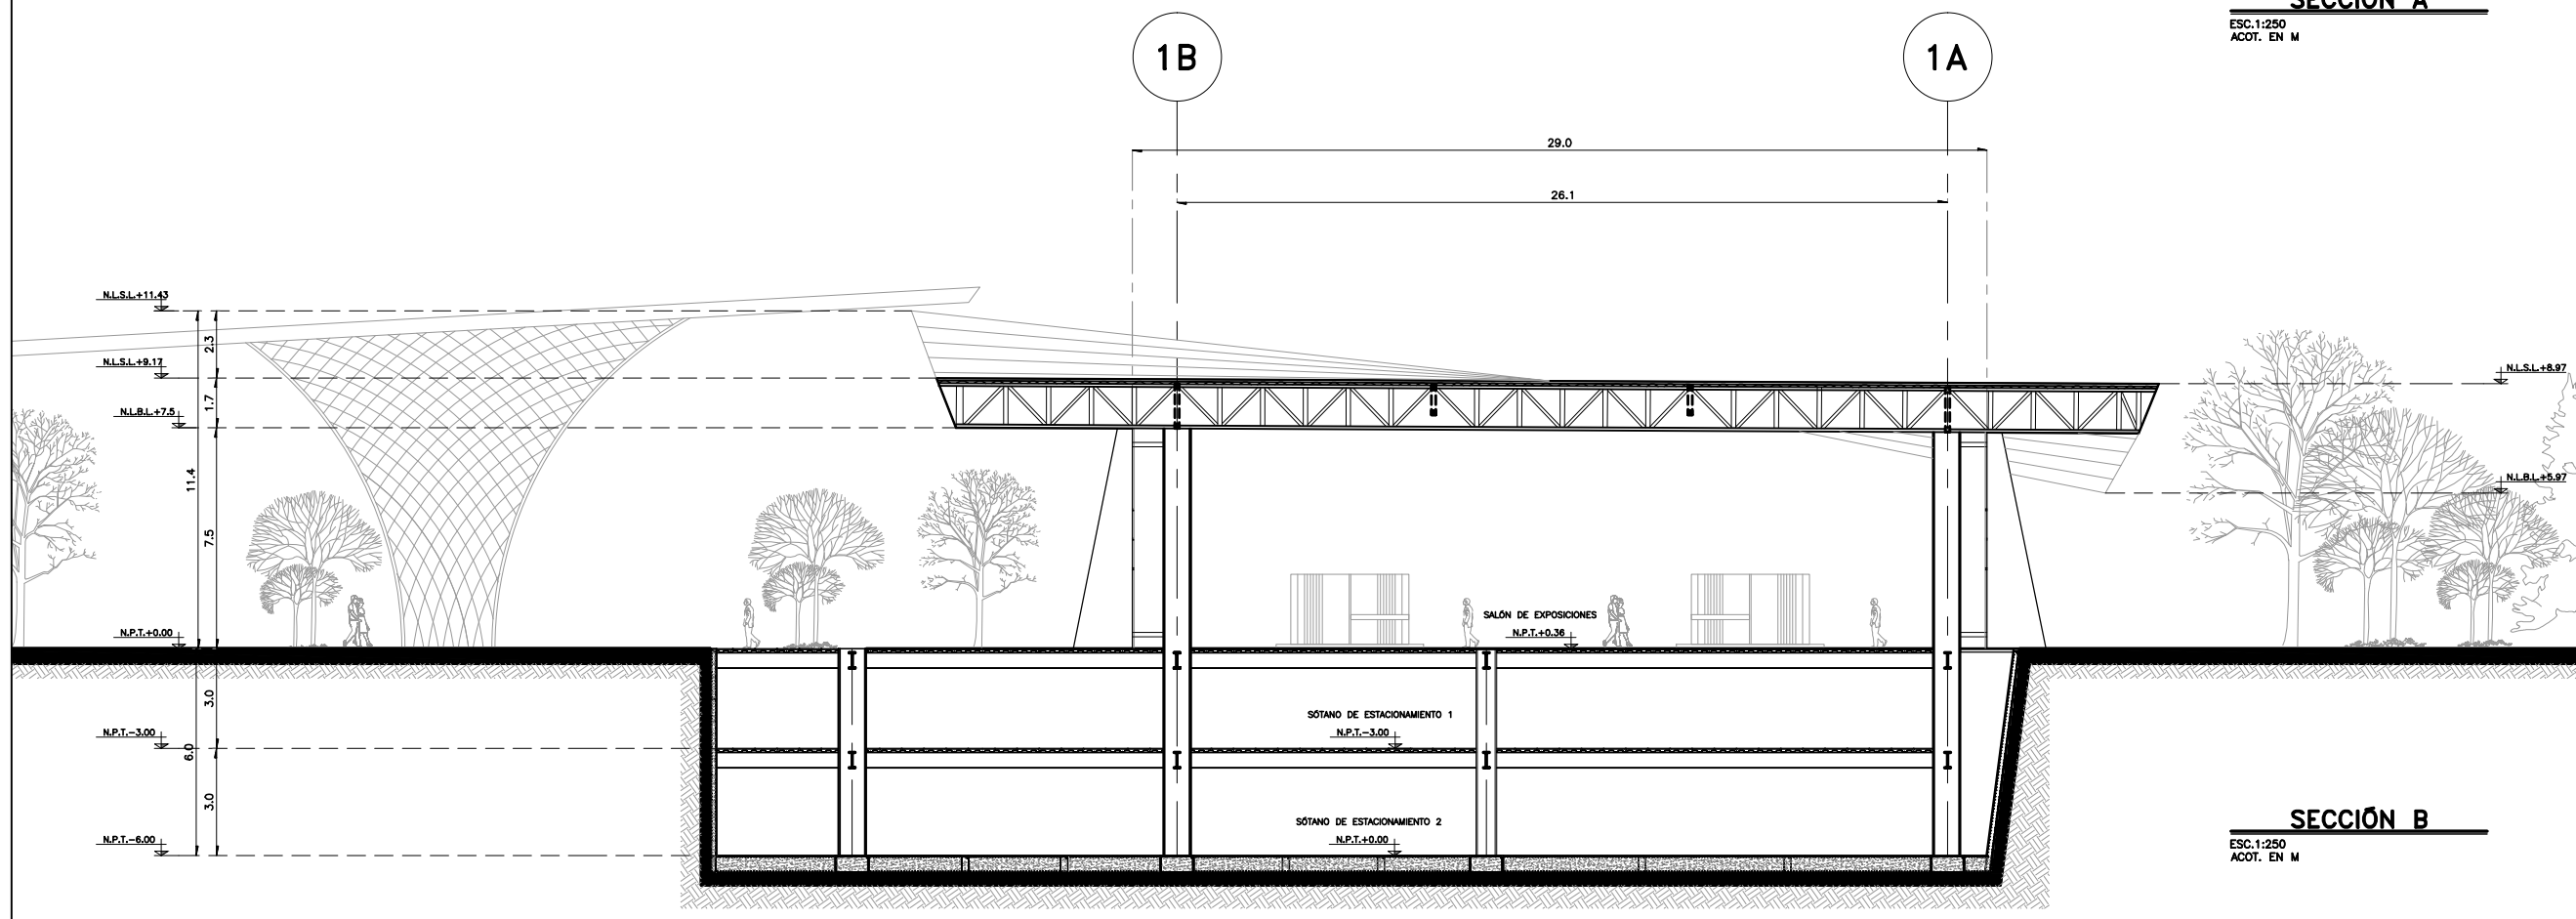 SECCIÓN A
ESC.1:250
ACOT. EN M
1B
1A
29.0
26.1
N.L.S.L.+11.43
2.3
N.L.S.L.+9.17
N.L.S.L.+8.97
1.7
N.L.B.L.+7.5
11.4
N.L.B.L.+5.97
7.5
SALÓN DE EXPOSICIONES
N.P.T.+0.00
N.P.T.+0.36
3.0
SÓTANO DE ESTACIONAMIENTO 1
N.P.T.-3.00
N.P.T.-3.00
6.0
3.0
SÓTANO DE ESTACIONAMIENTO 2
N.P.T.-6.00
N.P.T.+0.00
SECCIÓN B
ESC.1:250
ACOT. EN M